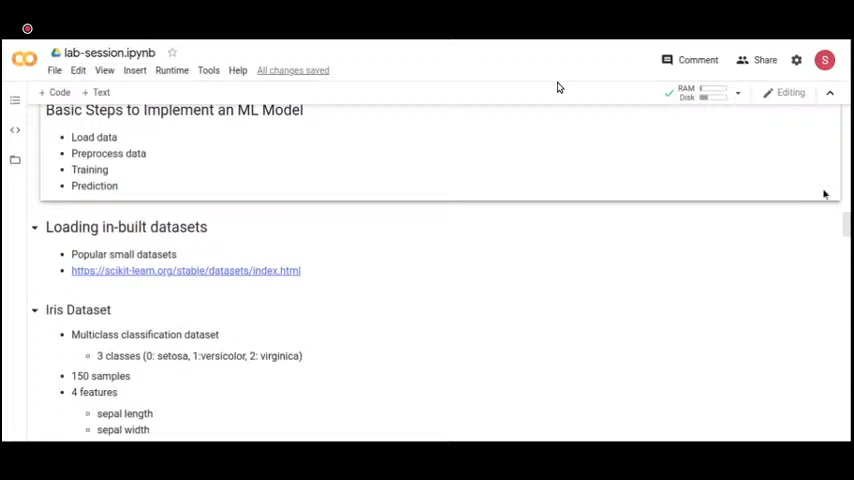 lab-session.ipynb
File Edit View Insert Runtime Tools Help All changes saved
Comment Share S
+ Code + Text
RAM
Disk
Editing
Basic Steps to Implement an ML Model
Load data
Preprocess data
Training
Prediction
Loading in-built datasets
Popular small datasets
https://scikit-learn.org/stable/datasets/index.html
Iris Dataset
Multiclass classification dataset
3 classes (0: setosa, 1:versicolor, 2: virginica)
150 samples
4 features
sepal length
sepal width